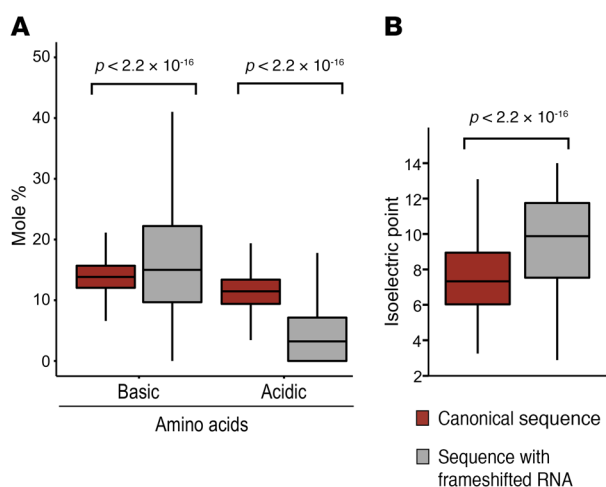 A
p < 2.2 × 10⁻¹⁶
p < 2.2 × 10⁻¹⁶
50
40
30
20
10
0
Mole %
Basic
Acidic
Amino acids
B
p < 2.2 × 10⁻¹⁶
14
12
10
8
6
4
2
Isoelectric point
Canonical sequence
Sequence with
frameshifted RNA